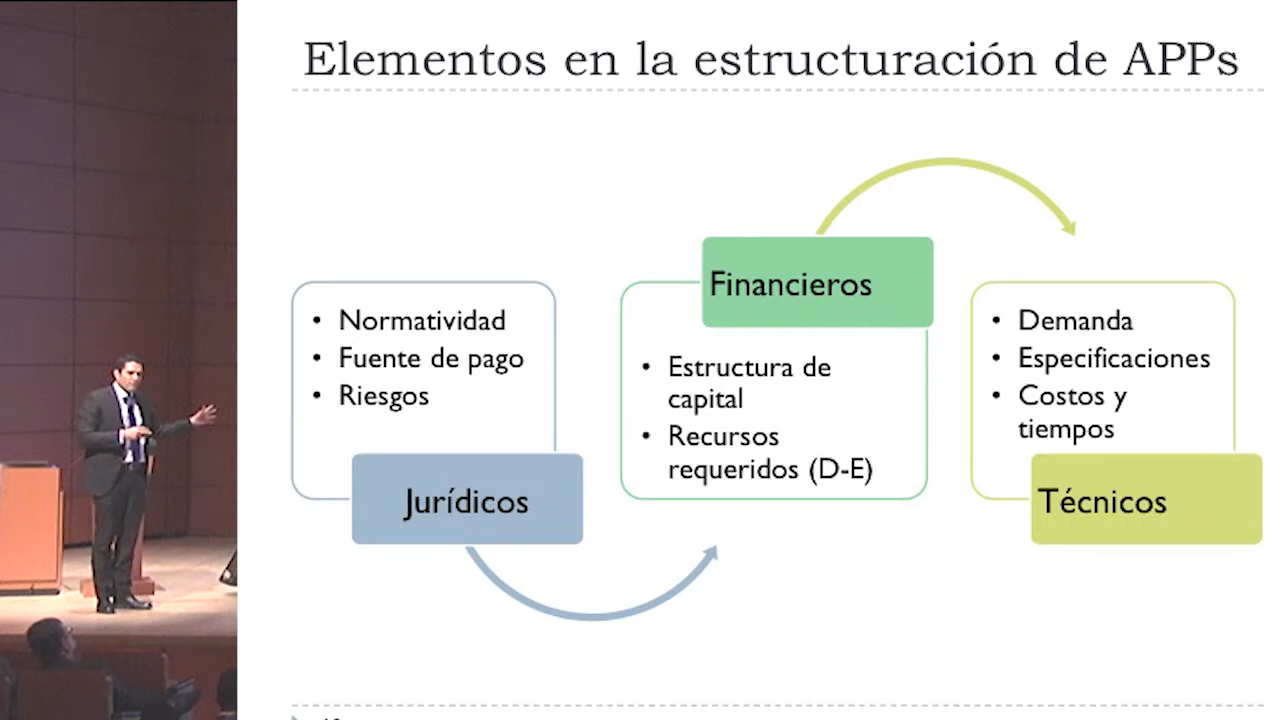 Elementos en la estructuración de APPs
• Normatividad
• Fuente de pago
• Riesgos
Jurídicos
Financieros
• Estructura de
capital
• Recursos
requeridos (D-E)
• Demanda
• Especificaciones
• Costos y
tiempos
Técnicos